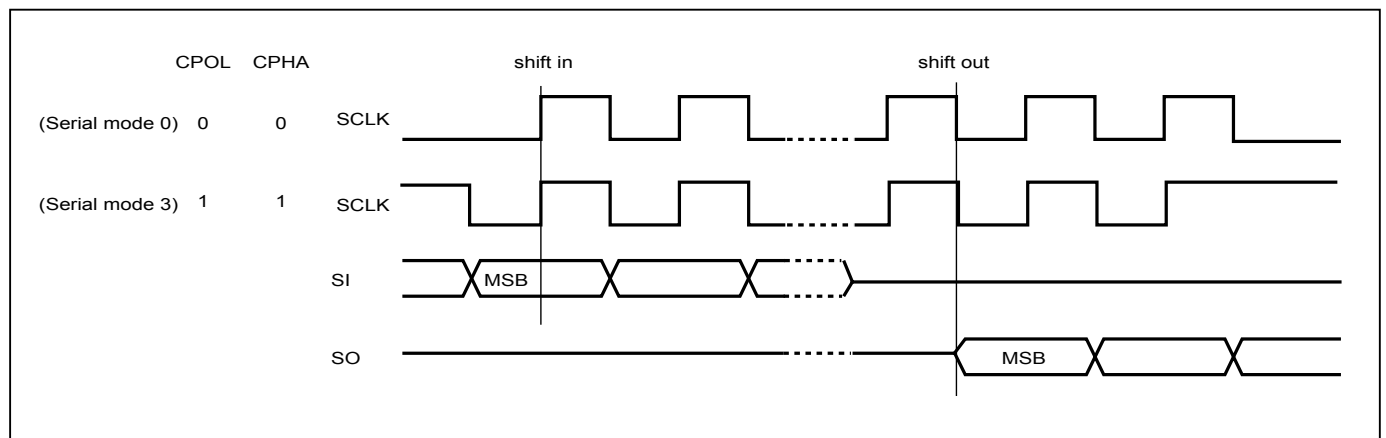 CPOL CPHA shift in shift out
(Serial mode 0) 0 0 SCLK
(Serial mode 3) 1 1 SCLK
SI MSB
SO MSB